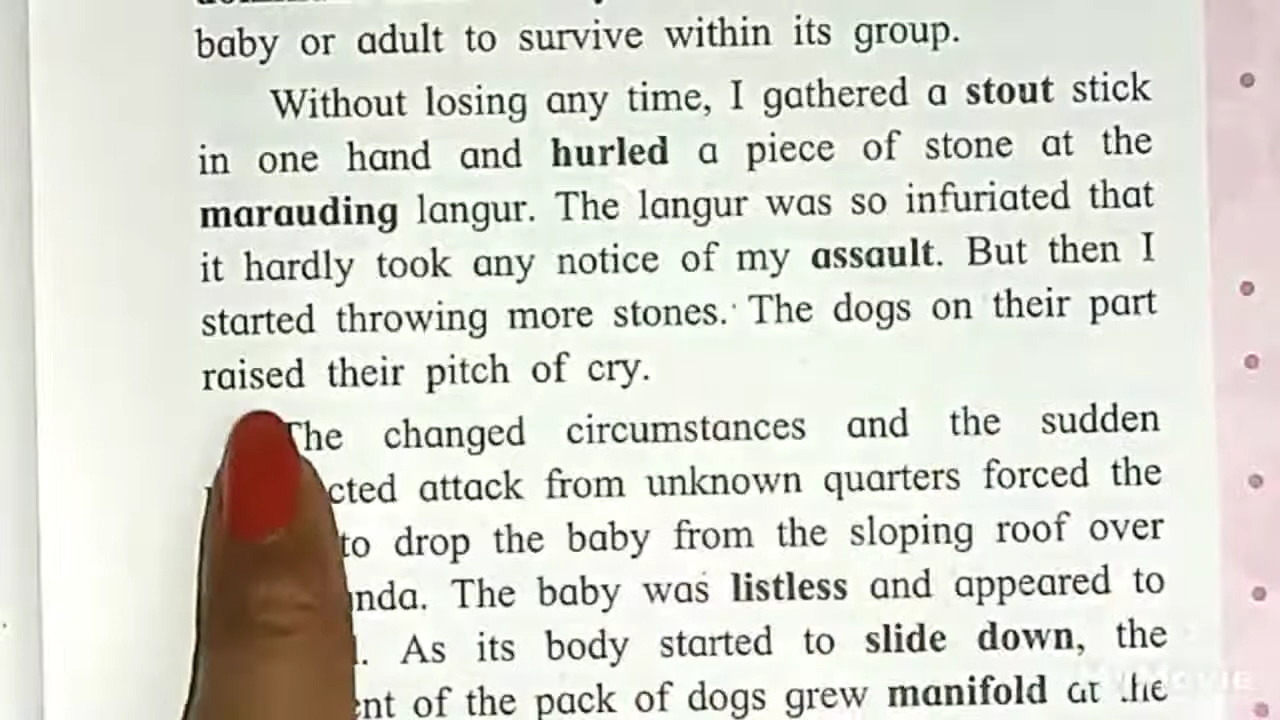 baby or adult to survive within its group.
Without losing any time, I gathered a stout stick
in one hand and hurled a piece of stone at the
marauding langur. The langur was so infuriated that
it hardly took any notice of my assault. But then I
started throwing more stones. The dogs on their part
raised their pitch of cry.
The changed circumstances and the sudden
attack from unknown quarters forced the
to drop the baby from the sloping roof over
The baby was listless and appeared to
As its body started to slide down, the
of the pack of dogs grew manifold at the